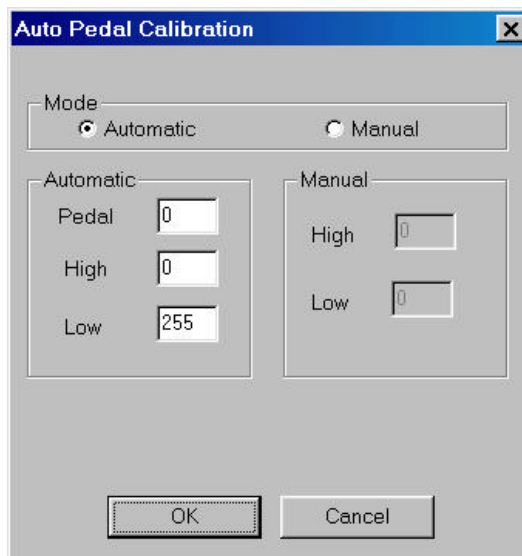 Auto Pedal Calibration
Mode
Automatic
Manual
Automatic
Pedal 0
High 0
Low 255
Manual
High 0
Low 0
OK
Cancel